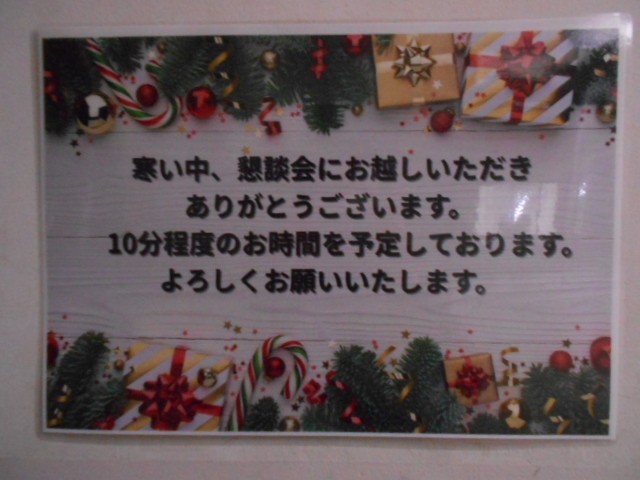 寒い中、懇談会にお越しいただき
ありがとうございます。
10分程度のお時間を予定しております。
よろしくお願いいたします。